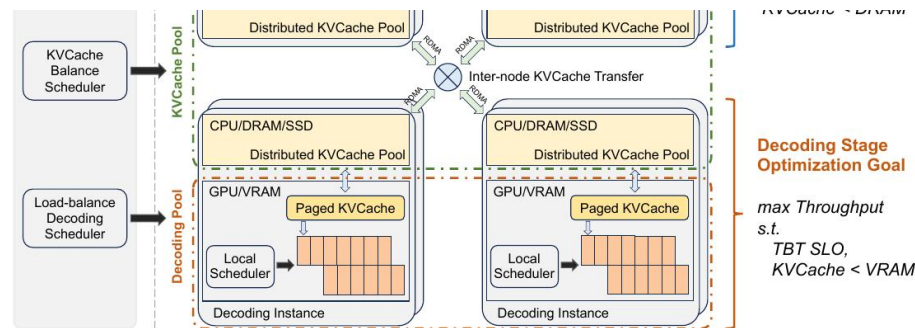 KVCache < DRAM
Distributed KVCache Pool
Distributed KVCache Pool
KVCache
Balance
Scheduler
KVCache Pool
RDMA
RDMA
Inter-node KVCache Transfer
RDMA
RDMA
CPU/DRAM/SSD
Distributed KVCache Pool
CPU/DRAM/SSD
Distributed KVCache Pool
Decoding Stage
Optimization Goal
Load-balance
Decoding
Scheduler
Decoding Pool
GPU/VRAM
Paged KVCache
Local
Scheduler
Decoding Instance
GPU/VRAM
Paged KVCache
Local
Scheduler
Decoding Instance
max Throughput
s.t.
TBT SLO,
KVCache < VRAM